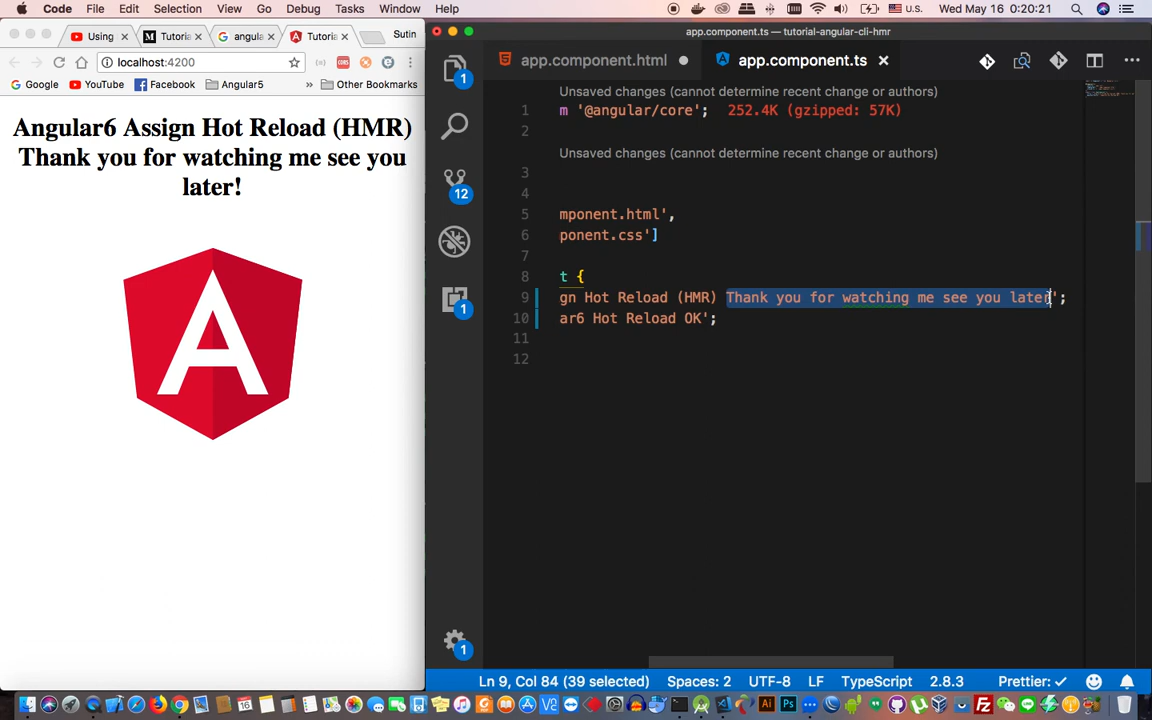 Code File Edit Selection View Go Debug Tasks Window Help U.S. Wed May 16 0:20:21
Using Tutoria angula Tutoria Sutin
localhost:4200
Google YouTube Facebook Angular5 » Other Bookmarks
Angular6 Assign Hot Reload (HMR)
Thank you for watching me see you
later!
app.component.ts — tutorial-angular-cli-hmr
app.component.html app.component.ts
Unsaved changes (cannot determine recent change or authors)
1 m '@angular/core'; 252.4K (gzipped: 57K)
2
Unsaved changes (cannot determine recent change or authors)
3
4
5 mponent.html',
6 ponent.css']
7
8 t {
9 gn Hot Reload (HMR) Thank you for watching me see you later';
10 ar6 Hot Reload OK';
11
12
1
12
1
1
Ln 9, Col 84 (39 selected) Spaces: 2 UTF-8 LF TypeScript 2.8.3 Prettier: ✓